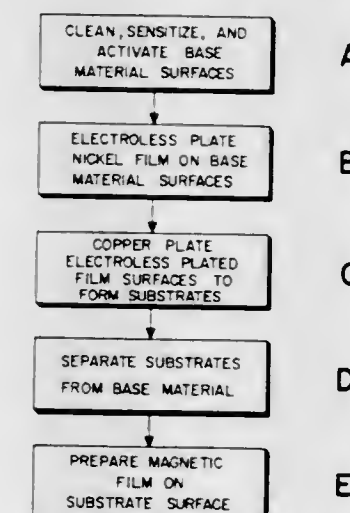 CLEAN, SENSITIZE, AND
ACTIVATE BASE
MATERIAL SURFACES
A
ELECTROLESS PLATE
NICKEL FILM ON BASE
MATERIAL SURFACES
B
COPPER PLATE
ELECTROLESS PLATED
FILM SURFACES TO
FORM SUBSTRATES
C
SEPARATE SUBSTRATES
FROM BASE MATERIAL
D
PREPARE MAGNETIC
FILM ON
SUBSTRATE SURFACE
E